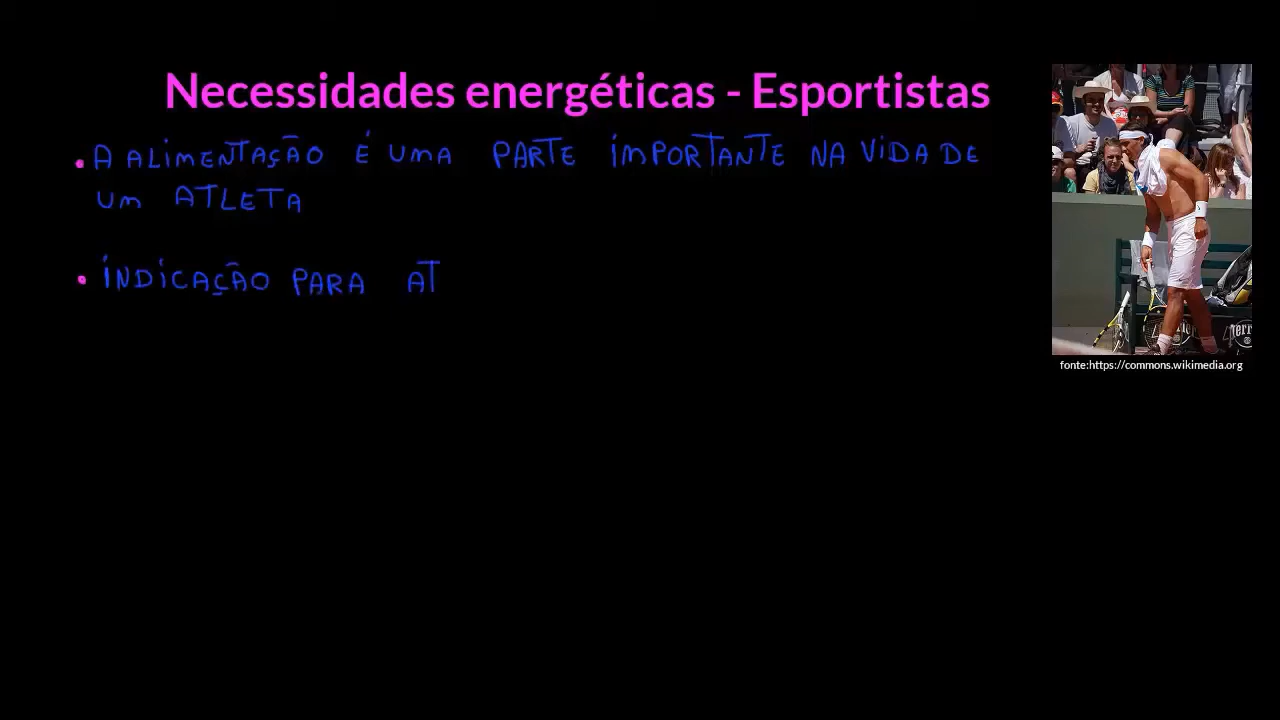 Necessidades energéticas - Esportistas
• A ALIMENTAÇÃO É UMA PARTE IMPORTANTE NA VIDA DE
UM ATLETA
• INDICAÇÃO PARA AT
fonte:https://commons.wikimedia.org